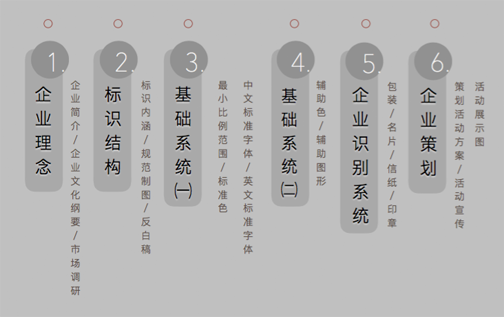 1.
企业理念
企业简介/企业文化纲要/市场调研
2.
标识结构
标识内涵/规范制图/反白稿
3.
基础系统(一)
最小比例范围/标准色
中文标准字体/英文标准字体
4.
基础系统(二)
辅助色/辅助图形
5.
企业识别系统
包装/名片/信纸/印章
6.
企业策划
策划活动方案/活动宣传
活动展示图